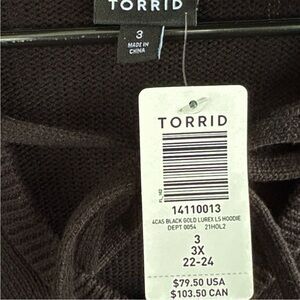 TORRID
3
MADE IN
CHINA
TORRID
14110013
4CAS BLACK GOLD LUREX LS HOODIE
DEPT 0054 21HOL2
3
3X
22-24
$79.50 USA
$103.50 CAN